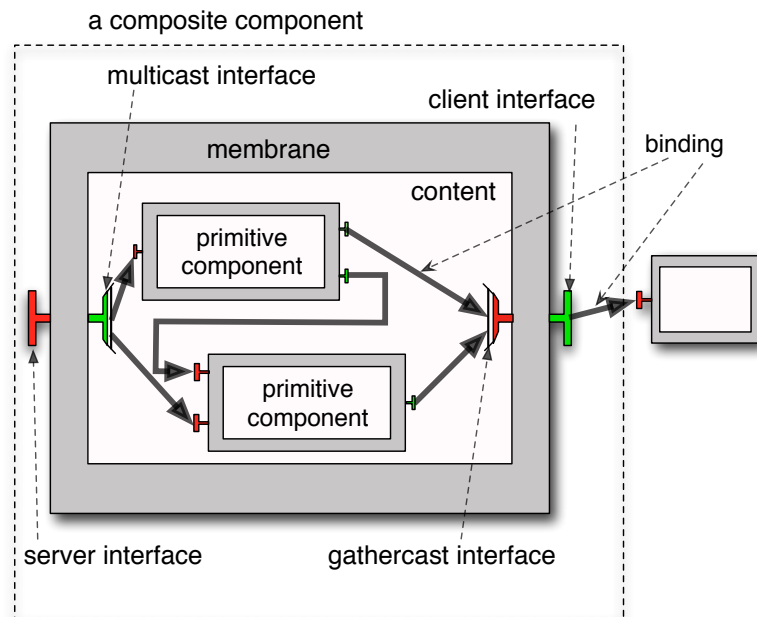 a composite component
multicast interface
client interface
binding
membrane
content
primitive
component
primitive
component
server interface
gathercast interface